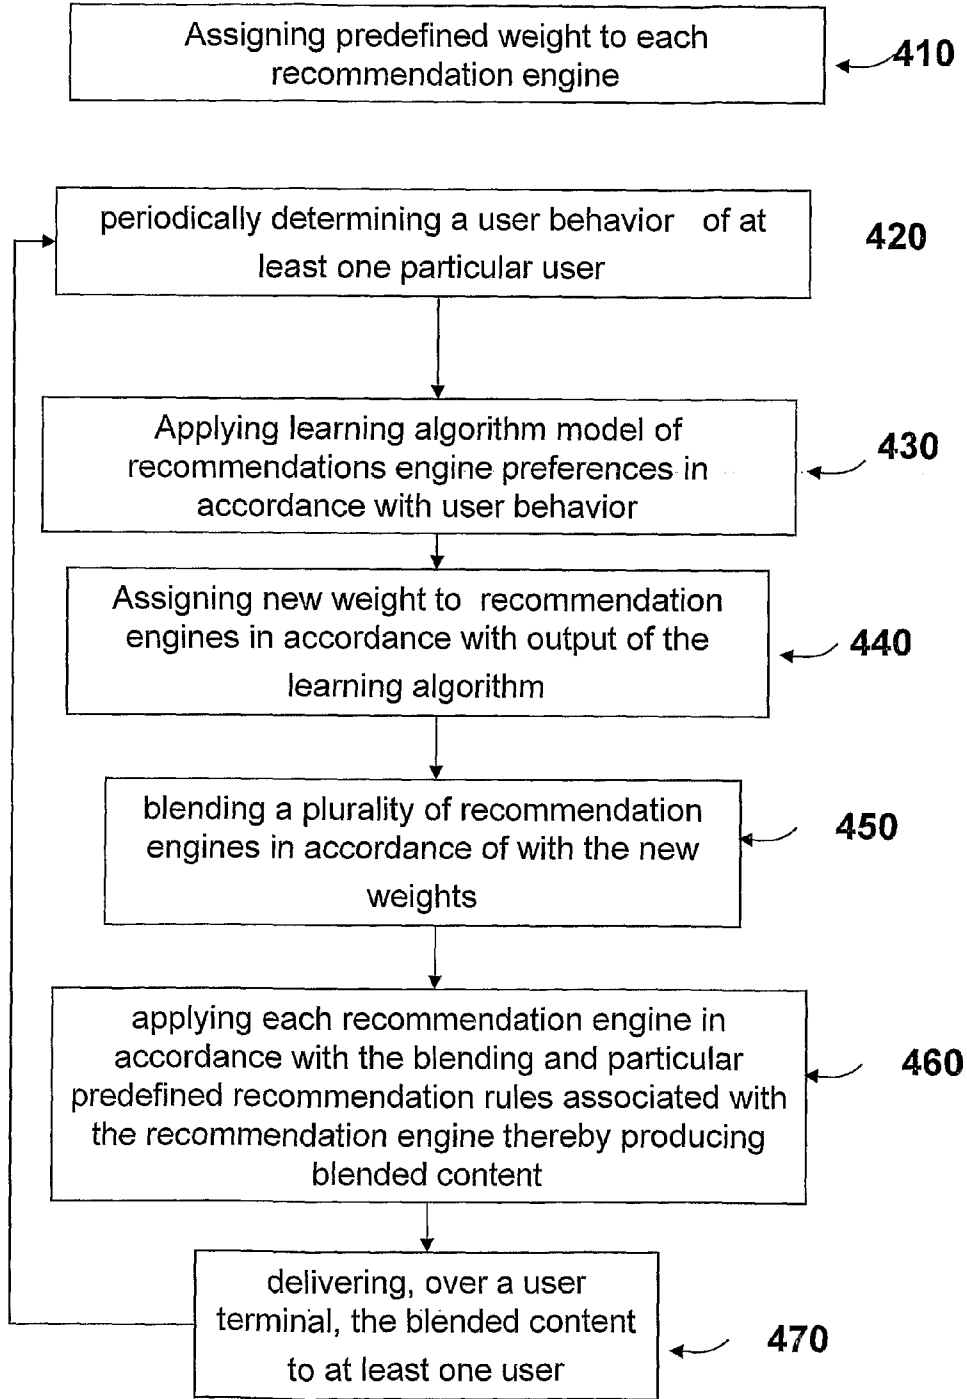 Assigning predefined weight to each
recommendation engine
410
periodically determining a user behavior of at
least one particular user
420
Applying learning algorithm model of
recommendations engine preferences in
accordance with user behavior
430
Assigning new weight to recommendation
engines in accordance with output of the
learning algorithm
440
blending a plurality of recommendation
engines in accordance of with the new
weights
450
applying each recommendation engine in
accordance with the blending and particular
predefined recommendation rules associated with
the recommendation engine thereby producing
blended content
460
delivering, over a user
terminal, the blended content
to at least one user
470